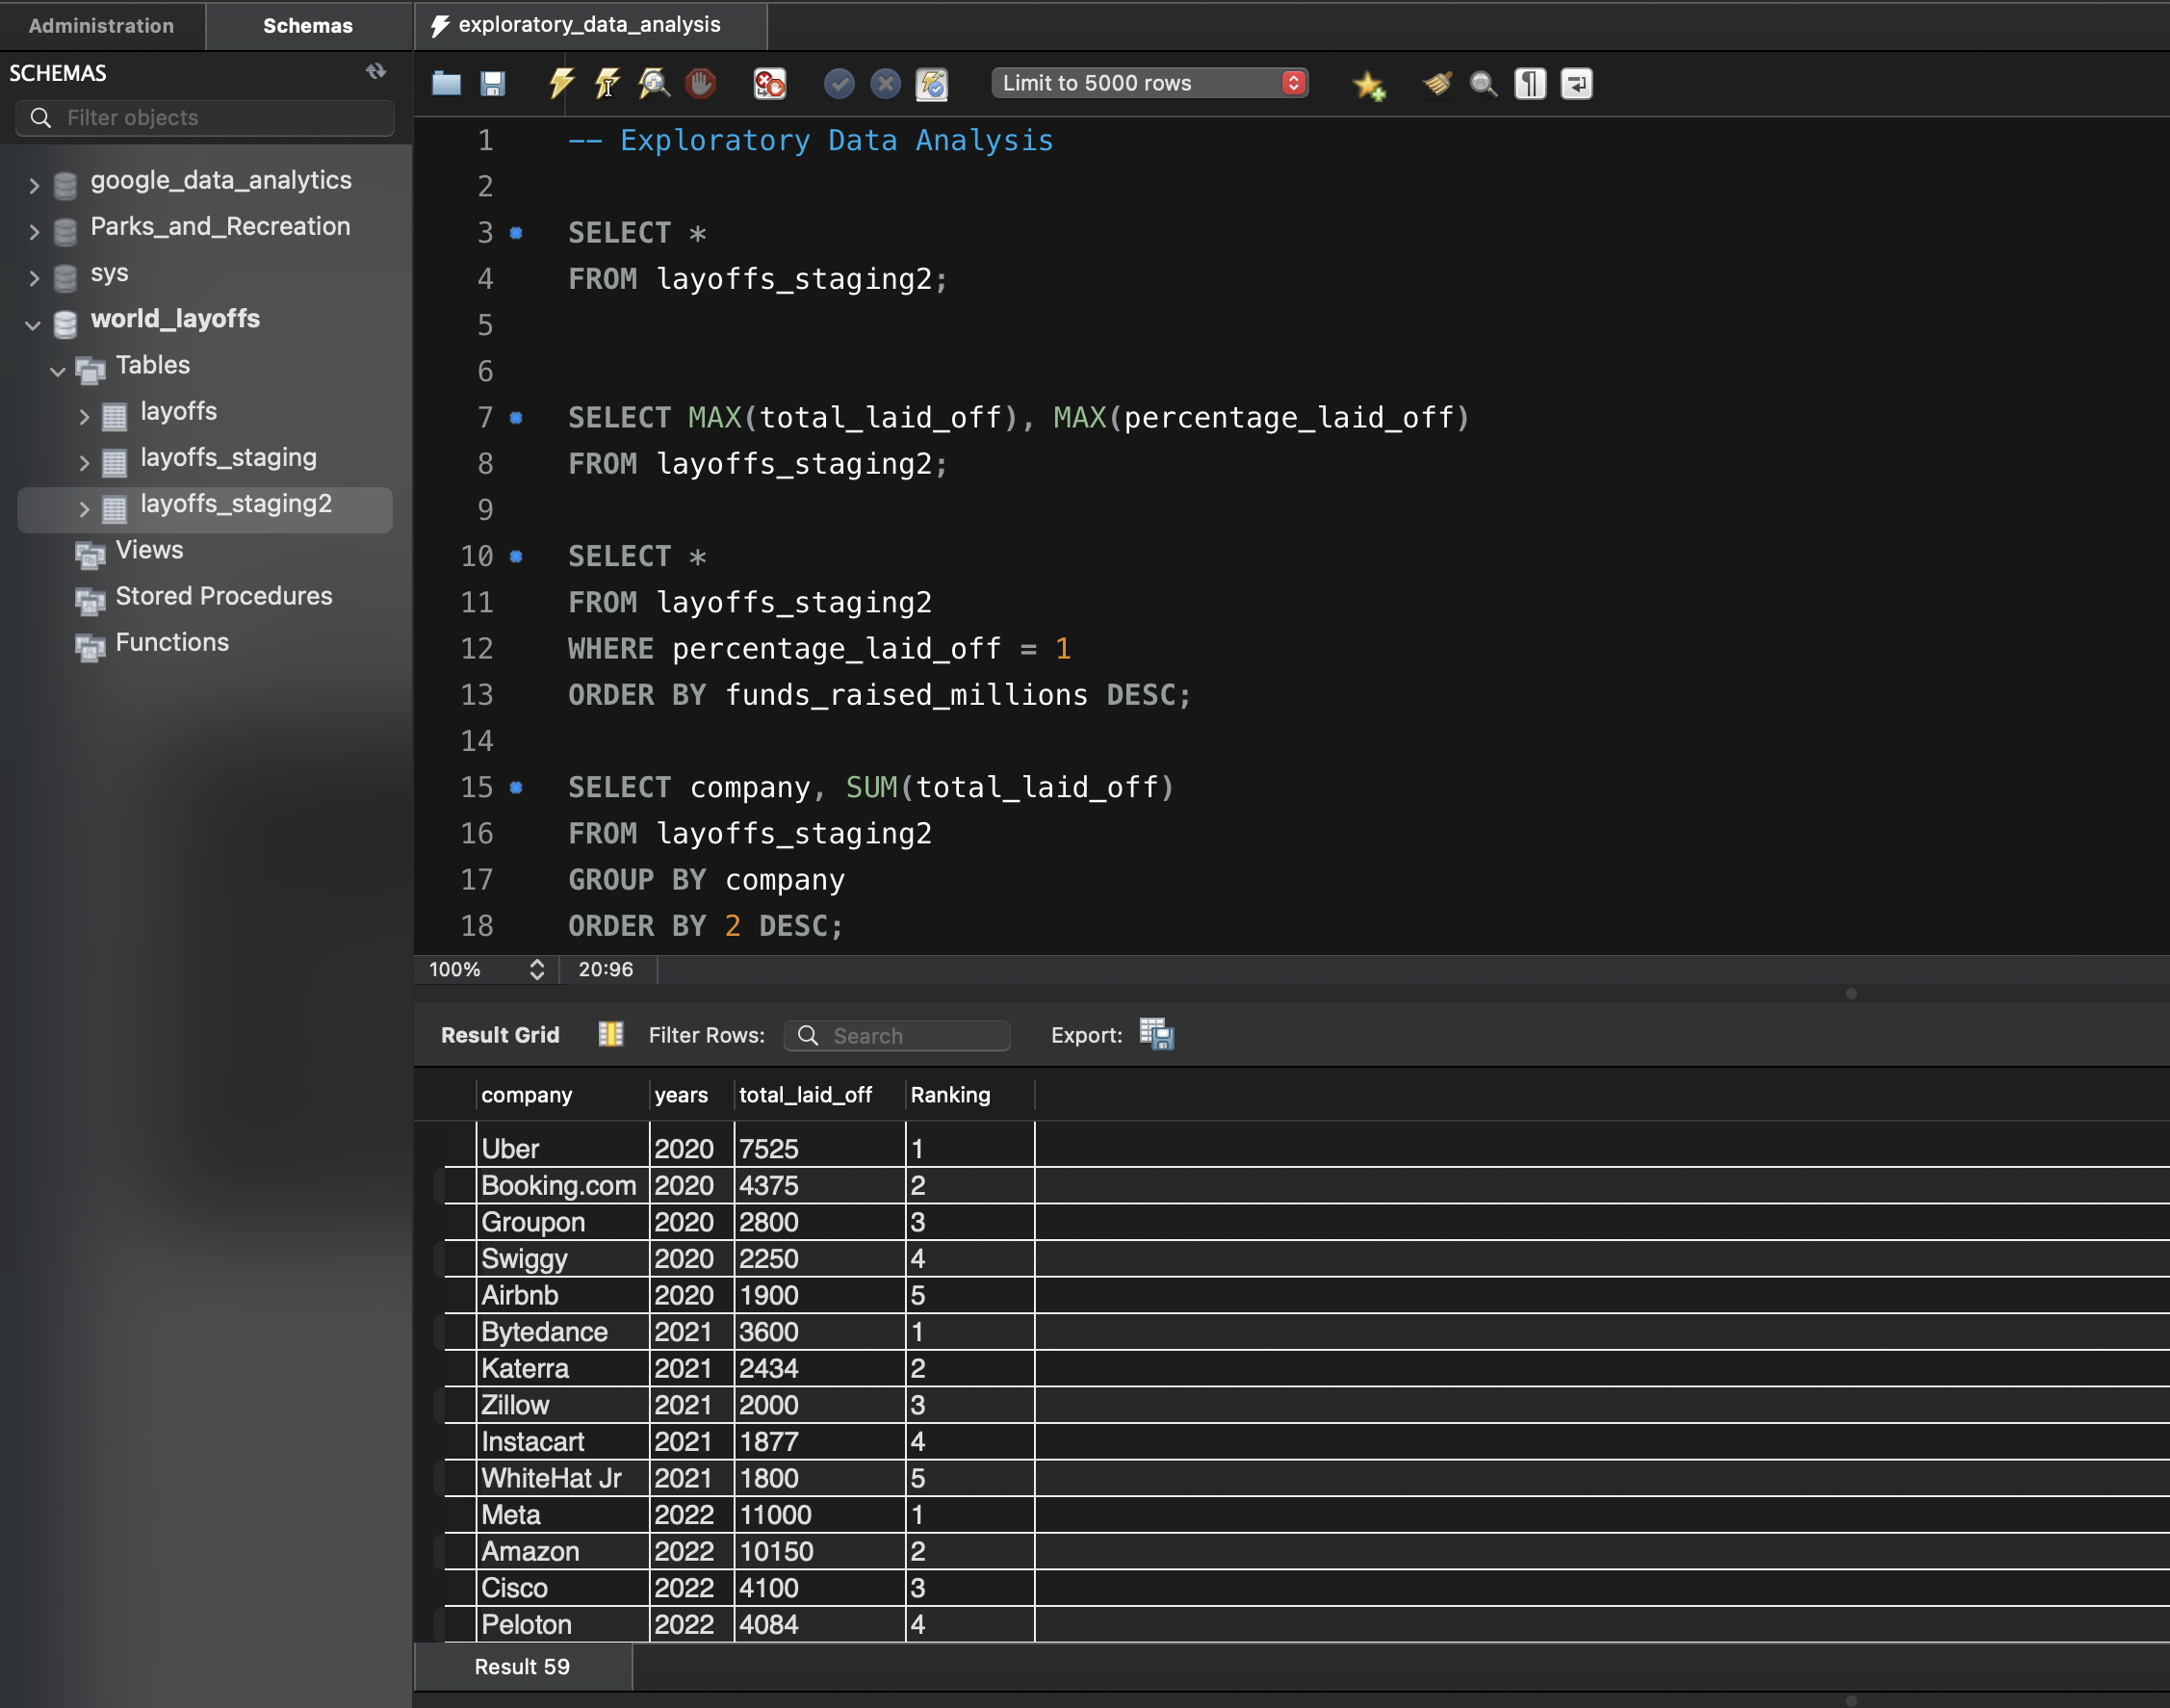 Administration
Schemas
exploratory_data_analysis
SCHEMAS
Filter objects
Limit to 5000 rows
google_data_analytics
Parks_and_Recreation
sys
world_layoffs
Tables
layoffs
layoffs_staging
layoffs_staging2
Views
Stored Procedures
Functions
1 -- Exploratory Data Analysis
2
3 SELECT *
4 FROM layoffs_staging2;
5
6
7 SELECT MAX(total_laid_off), MAX(percentage_laid_off)
8 FROM layoffs_staging2;
9
10 SELECT *
11 FROM layoffs_staging2
12 WHERE percentage_laid_off = 1
13 ORDER BY funds_raised_millions DESC;
14
15 SELECT company, SUM(total_laid_off)
16 FROM layoffs_staging2
17 GROUP BY company
18 ORDER BY 2 DESC;
100% 20:96
Result Grid Filter Rows: Search Export:
company years total_laid_off Ranking
Uber 2020 7525 1
Booking.com 2020 4375 2
Groupon 2020 2800 3
Swiggy 2020 2250 4
Airbnb 2020 1900 5
Bytedance 2021 3600 1
Katerra 2021 2434 2
Zillow 2021 2000 3
Instacart 2021 1877 4
WhiteHat Jr 2021 1800 5
Meta 2022 11000 1
Amazon 2022 10150 2
Cisco 2022 4100 3
Peloton 2022 4084 4
Result 59